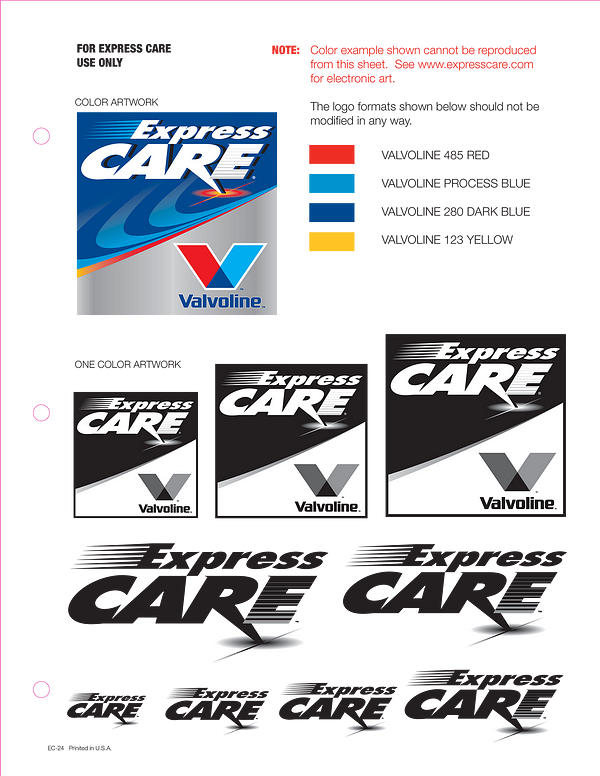 FOR EXPRESS CARE
USE ONLY
NOTE: Color example shown cannot be reproduced
from this sheet. See www.expresscare.com
for electronic art.
COLOR ARTWORK
The logo formats shown below should not be
modified in any way.
Express
CARE®
Valvoline™
VALVOLINE 485 RED
VALVOLINE PROCESS BLUE
VALVOLINE 280 DARK BLUE
VALVOLINE 123 YELLOW
ONE COLOR ARTWORK
Express
CARE
Valvoline
Express
CARE
Valvoline
Express
CARE
Valvoline
Express
CARE™
Express
CARE™
Express
CARE
Express
CARE
Express
CARE
Express
CARE
EC-24 Printed in U.S.A.